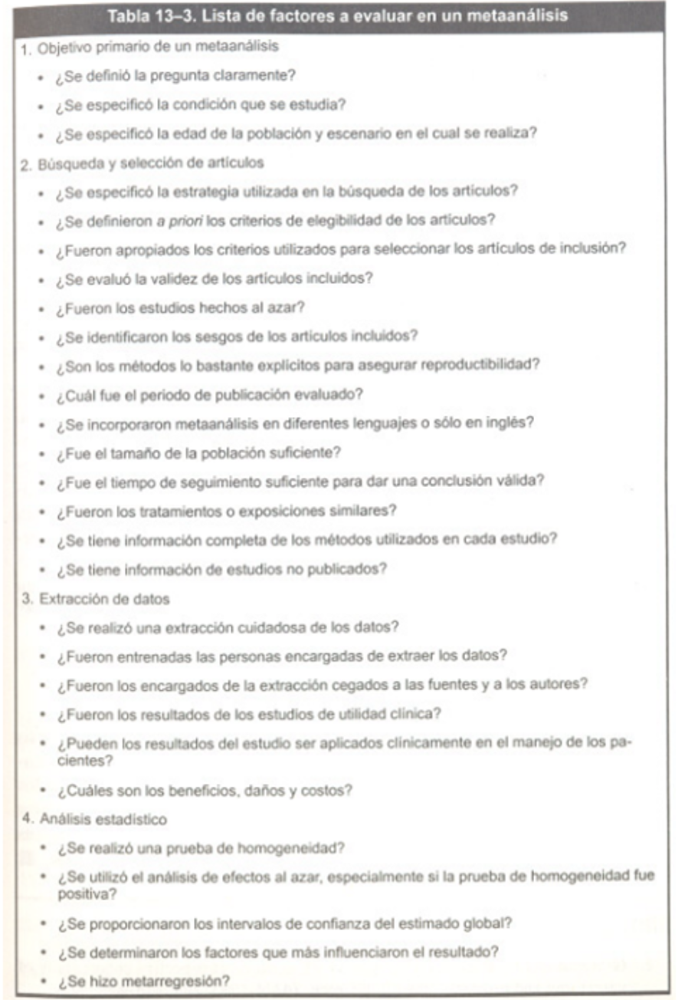 Tabla 13–3. Lista de factores a evaluar en un metaanálisis
1. Objetivo primario de un metaanálisis
• ¿Se definió la pregunta claramente?
• ¿Se especificó la condición que se estudia?
• ¿Se especificó la edad de la población y escenario en el cual se realiza?
2. Búsqueda y selección de artículos
• ¿Se especificó la estrategia utilizada en la búsqueda de los artículos?
• ¿Se definieron a priori los criterios de elegibilidad de los artículos?
• ¿Fueron apropiados los criterios utilizados para seleccionar los artículos de inclusión?
• ¿Se evaluó la validez de los artículos incluidos?
• ¿Fueron los estudios hechos al azar?
• ¿Se identificaron los sesgos de los artículos incluidos?
• ¿Son los métodos lo bastante explícitos para asegurar reproductibilidad?
• ¿Cuál fue el periodo de publicación evaluado?
• ¿Se incorporaron metaanálisis en diferentes lenguajes o sólo en inglés?
• ¿Fue el tamaño de la población suficiente?
• ¿Fue el tiempo de seguimiento suficiente para dar una conclusión válida?
• ¿Fueron los tratamientos o exposiciones similares?
• ¿Se tiene información completa de los métodos utilizados en cada estudio?
• ¿Se tiene información de estudios no publicados?
3. Extracción de datos
• ¿Se realizó una extracción cuidadosa de los datos?
• ¿Fueron entrenadas las personas encargadas de extraer los datos?
• ¿Fueron los encargados de la extracción cegados a las fuentes y a los autores?
• ¿Fueron los resultados de los estudios de utilidad clínica?
• ¿Pueden los resultados del estudio ser aplicados clínicamente en el manejo de los pa-
cientes?
• ¿Cuáles son los beneficios, daños y costos?
4. Análisis estadístico
• ¿Se realizó una prueba de homogeneidad?
• ¿Se utilizó el análisis de efectos al azar, especialmente si la prueba de homogeneidad fue
positiva?
• ¿Se proporcionaron los intervalos de confianza del estimado global?
• ¿Se determinaron los factores que más influenciaron el resultado?
• ¿Se hizo metarregresión?